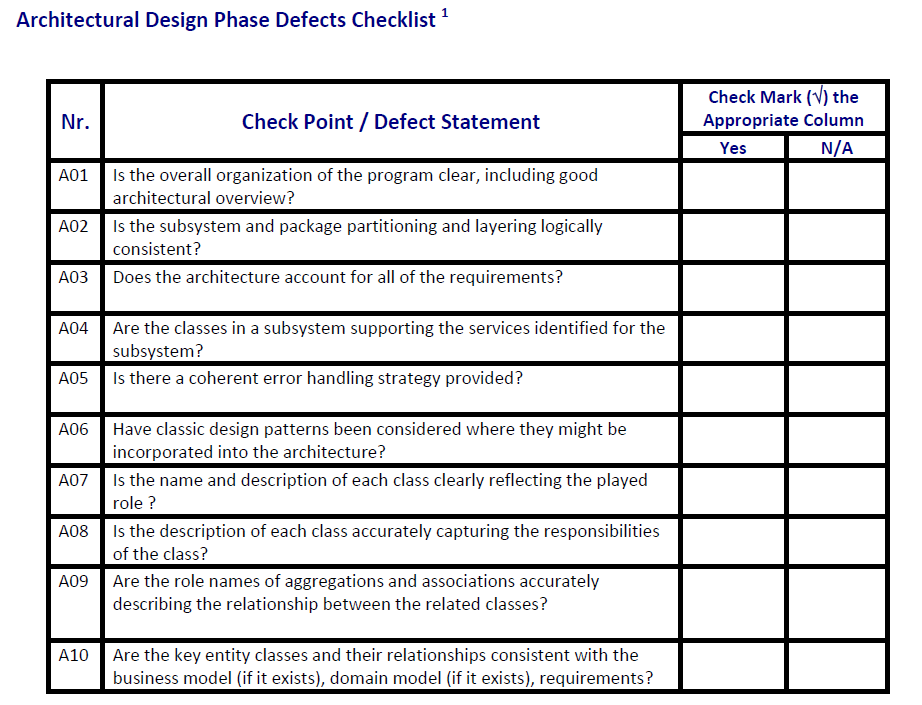 Architectural Design Phase Defects Checklist 1
Nr.
Check Point / Defect Statement
Check Mark (√) the
Appropriate Column
Yes
N/A
A01
Is the overall organization of the program clear, including good
architectural overview?
A02
Is the subsystem and package partitioning and layering logically
consistent?
A03
Does the architecture account for all of the requirements?
A04
Are the classes in a subsystem supporting the services identified for the
subsystem?
A05
Is there a coherent error handling strategy provided?
A06
Have classic design patterns been considered where they might be
incorporated into the architecture?
A07
Is the name and description of each class clearly reflecting the played
role ?
A08
Is the description of each class accurately capturing the responsibilities
of the class?
A09
Are the role names of aggregations and associations accurately
describing the relationship between the related classes?
A10
Are the key entity classes and their relationships consistent with the
business model (if it exists), domain model (if it exists), requirements?